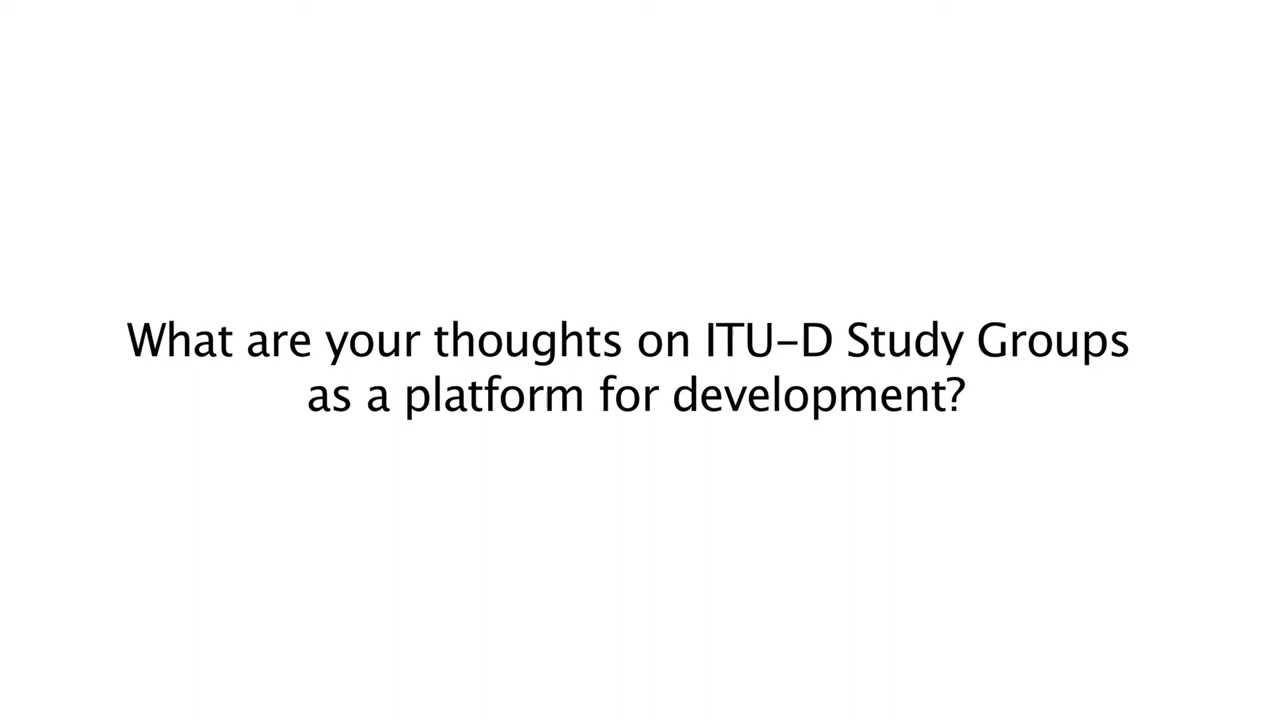 What are your thoughts on ITU–D Study Groups
as a platform for development?